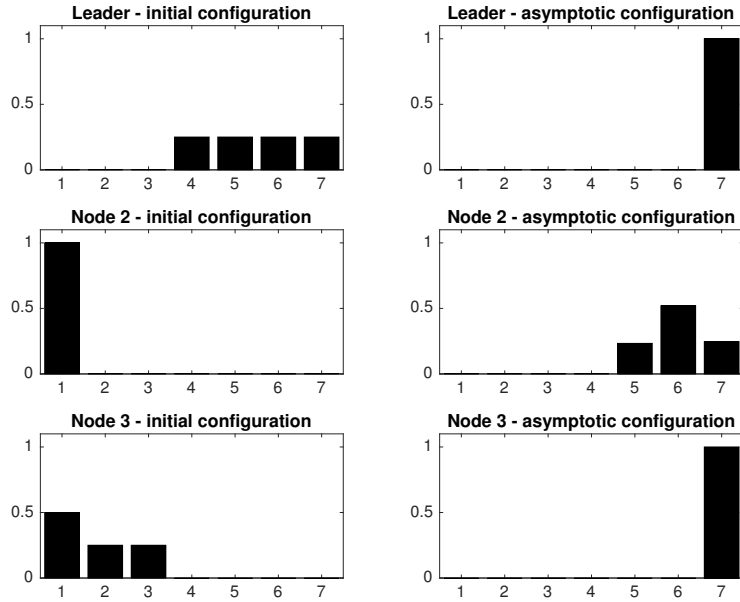 Leader - initial configuration
1
0.5
0
1 2 3 4 5 6 7
Leader - asymptotic configuration
1
0.5
0
1 2 3 4 5 6 7
Node 2 - initial configuration
1
0.5
0
1 2 3 4 5 6 7
Node 2 - asymptotic configuration
1
0.5
0
1 2 3 4 5 6 7
Node 3 - initial configuration
1
0.5
0
1 2 3 4 5 6 7
Node 3 - asymptotic configuration
1
0.5
0
1 2 3 4 5 6 7